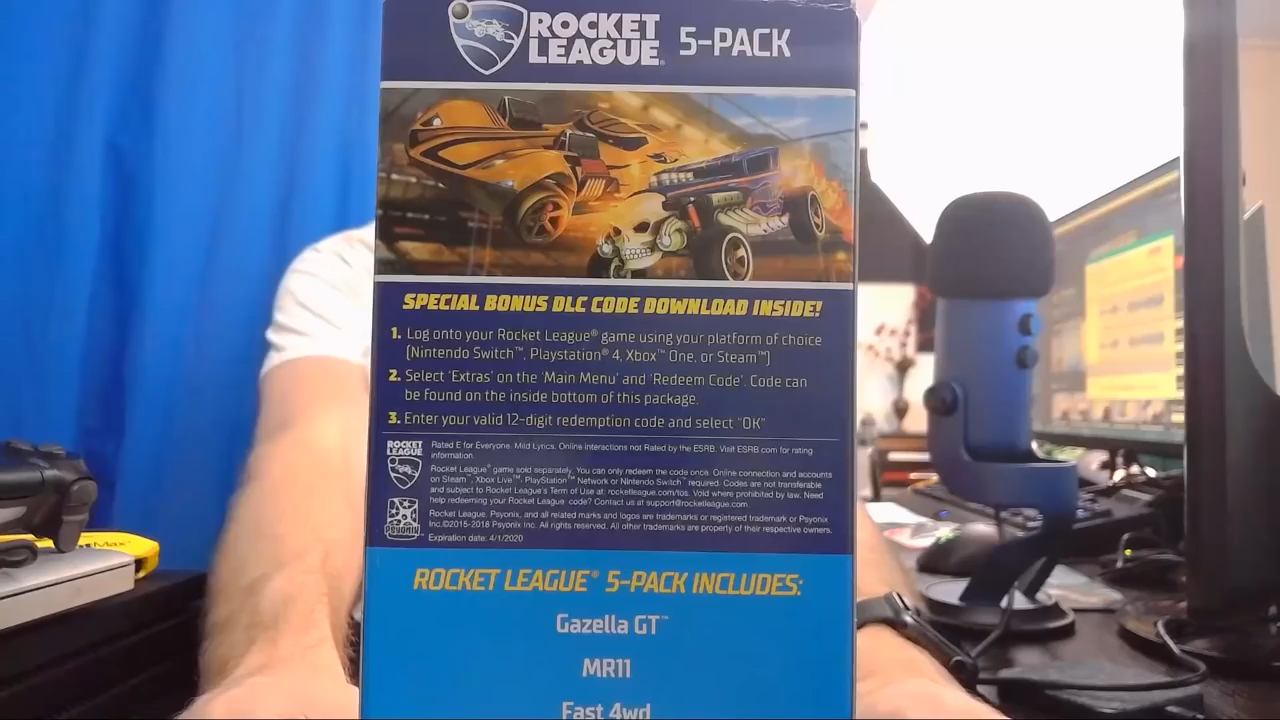 ROCKET
LEAGUE® 5-PACK
SPECIAL BONUS DLC CODE DOWNLOAD INSIDE!
1. Log onto your Rocket League® game using your platform of choice
(Nintendo Switch™, Playstation® 4, Xbox™ One, or Steam™)
2. Select 'Extras' on the 'Main Menu' and 'Redeem Code'. Code can
be found on the inside bottom of this package.
3. Enter your valid 12-digit redemption code and select "OK"
ROCKET
LEAGUE
Rated E for Everyone. Mild Lyrics. Online interactions not Rated by the ESRB. Visit ESRB.com for rating
information.
Rocket League® game sold separately. You can only redeem the code once. Online connection and accounts
on Steam™, Xbox Live™, PlayStation™ Network or Nintendo Switch™ required. Codes are not transferable
and subject to Rocket League's Term of Use at: rocketleague.com/tos. Void where prohibited by law. Need
help redeeming your Rocket League code? Contact us at support@rocketleague.com.
PSYONIX
Rocket League, Psyonix, and all related marks and logos are trademarks or registered trademark or Psyonix
Inc.©2015-2018 Psyonix Inc. All rights reserved. All other trademarks are property of their respective owners.
Expiration date: 4/1/2020
ROCKET LEAGUE® 5-PACK INCLUDES:
Gazella GT™
MR11
Fast 4wd